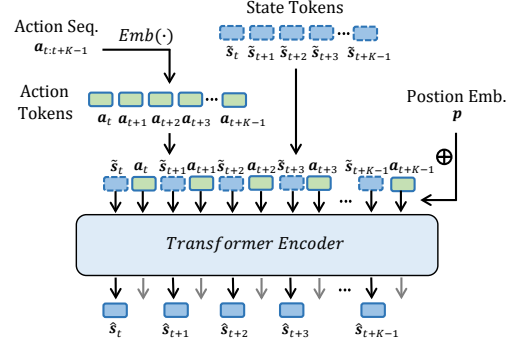 Action Seq.
a_{t:t+K-1}
Emb(·)
State Tokens
s̃_t s̃_{t+1} s̃_{t+2} s̃_{t+3} ... s̃_{t+K-1}
Action
Tokens
...
a_t a_{t+1} a_{t+2} a_{t+3} a_{t+K-1}
Postion Emb.
p
⊕
s̃_t a_t s̃_{t+1} a_{t+1} s̃_{t+2} a_{t+2} s̃_{t+3} a_{t+3} s̃_{t+K-1} a_{t+K-1}
...
Transformer Encoder
...
ŝ_t ŝ_{t+1} ŝ_{t+2} ŝ_{t+3} ŝ_{t+K-1}